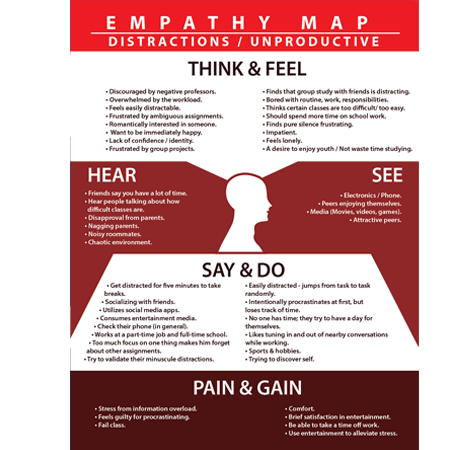 EMPATHY MAP
DISTRACTIONS / UNPRODUCTIVE
THINK & FEEL
• Discouraged by negative professors.
• Overwhelmed by the workload.
• Feels easily distractable.
• Frustrated by ambiguous assignments.
• Romantically interested in someone.
• Want to be immediately happy.
• Lack of confidence / identity.
• Frustrated by group projects.
• Finds that group study with friends is distracting.
• Bored with routine, work, responsibilities.
• Thinks certain classes are too difficult/ too easy.
• Should spend more time on school work.
• Finds pure silence frustrating.
• Impatient.
• Feels lonely.
• A desire to enjoy youth / Not waste time studying.
HEAR
• Friends say you have a lot of time.
• Hear people talking about how
difficult classes are.
• Disapproval from parents.
• Nagging parents.
• Noisy roommates.
• Chaotic environment.
SEE
• Electronics / Phone.
• Peers enjoying themselves.
• Media (Movies, videos, games).
• Attractive peers.
SAY & DO
• Get distracted for five minutes to take
breaks.
• Socializing with friends.
• Utilizes social media apps.
• Consumes entertainment media.
• Check their phone (in general).
• Works at a part-time job and full-time school.
• Too much focus on one thing makes him forget
about other assignments.
• Try to validate their minuscule distractions.
• Easily distracted - jumps from task to task
randomly.
• Intentionally procrastinates at first, but
loses track of time.
• No one has time; they try to have a day for
themselves.
• Likes tuning in and out of nearby conversations
while working.
• Sports & hobbies.
• Trying to discover self.
PAIN & GAIN
• Stress from information overload.
• Feels guilty for procrastinating.
• Fail class.
• Comfort.
• Brief satisfaction in entertainment.
• Be able to take a time off work.
• Use entertainment to alleviate stress.